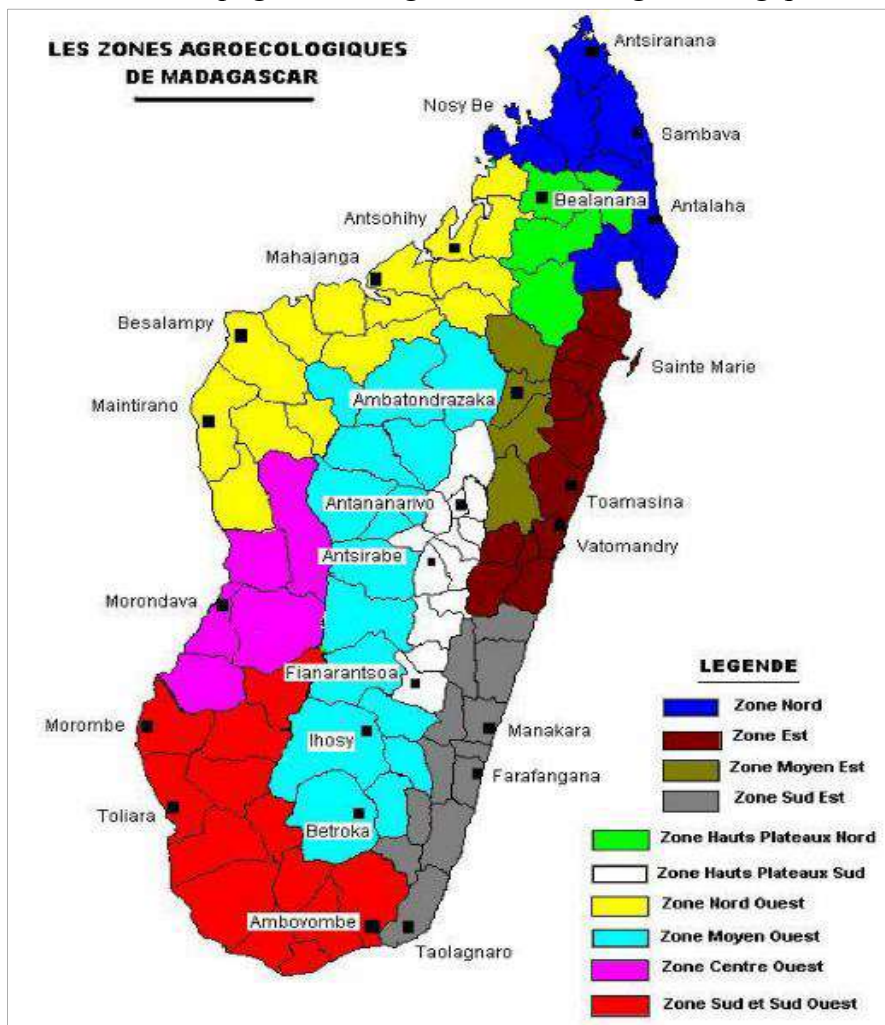 LES ZONES AGROECOLOGIQUES
DE MADAGASCAR
Antsiranana
Nosy Be
Sambava
Bealanana
Antalaha
Antsohihy
Mahajanga
Besalampy
Sainte Marie
Ambatondrazaka
Maintirano
Antananarivo
Toamasina
Vatomandry
Antsirabe
Morondava
Fianarantsoa
Morombe
Ihosy
Manakara
Farafangana
Toliara
Betroka
Ambovombe
Taolagnaro
LEGENDE
Zone Nord
Zone Est
Zone Moyen Est
Zone Sud Est
Zone Hauts Plateaux Nord
Zone Hauts Plateaux Sud
Zone Nord Ouest
Zone Moyen Ouest
Zone Centre Ouest
Zone Sud et Sud Ouest